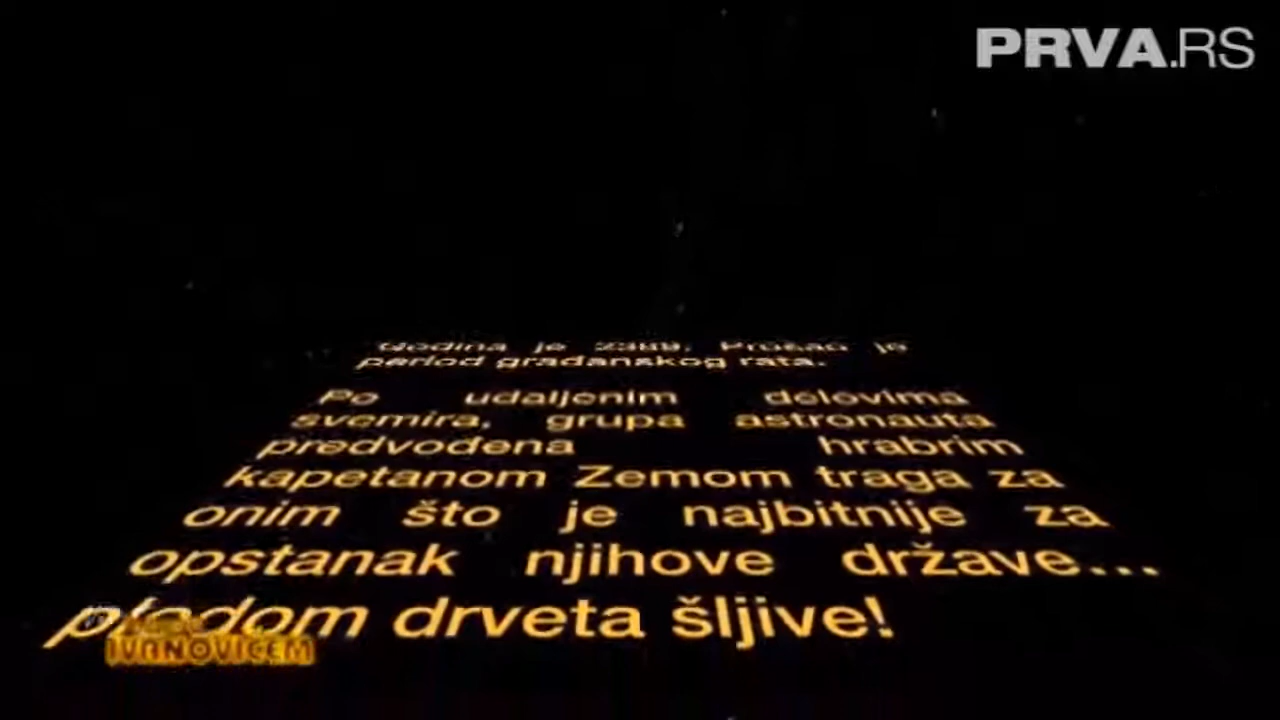 PRVA.RS
Godina je 2389. Prošao je
period građanskog rata.
Po udaljenim delovima
svemira, grupa astronauta
predvođena hrabrim
kapetanom Zemom traga za
onim što je najbitnije za
opstanak njihove države...
plodom drveta šljive!
IVANOVIĆEM